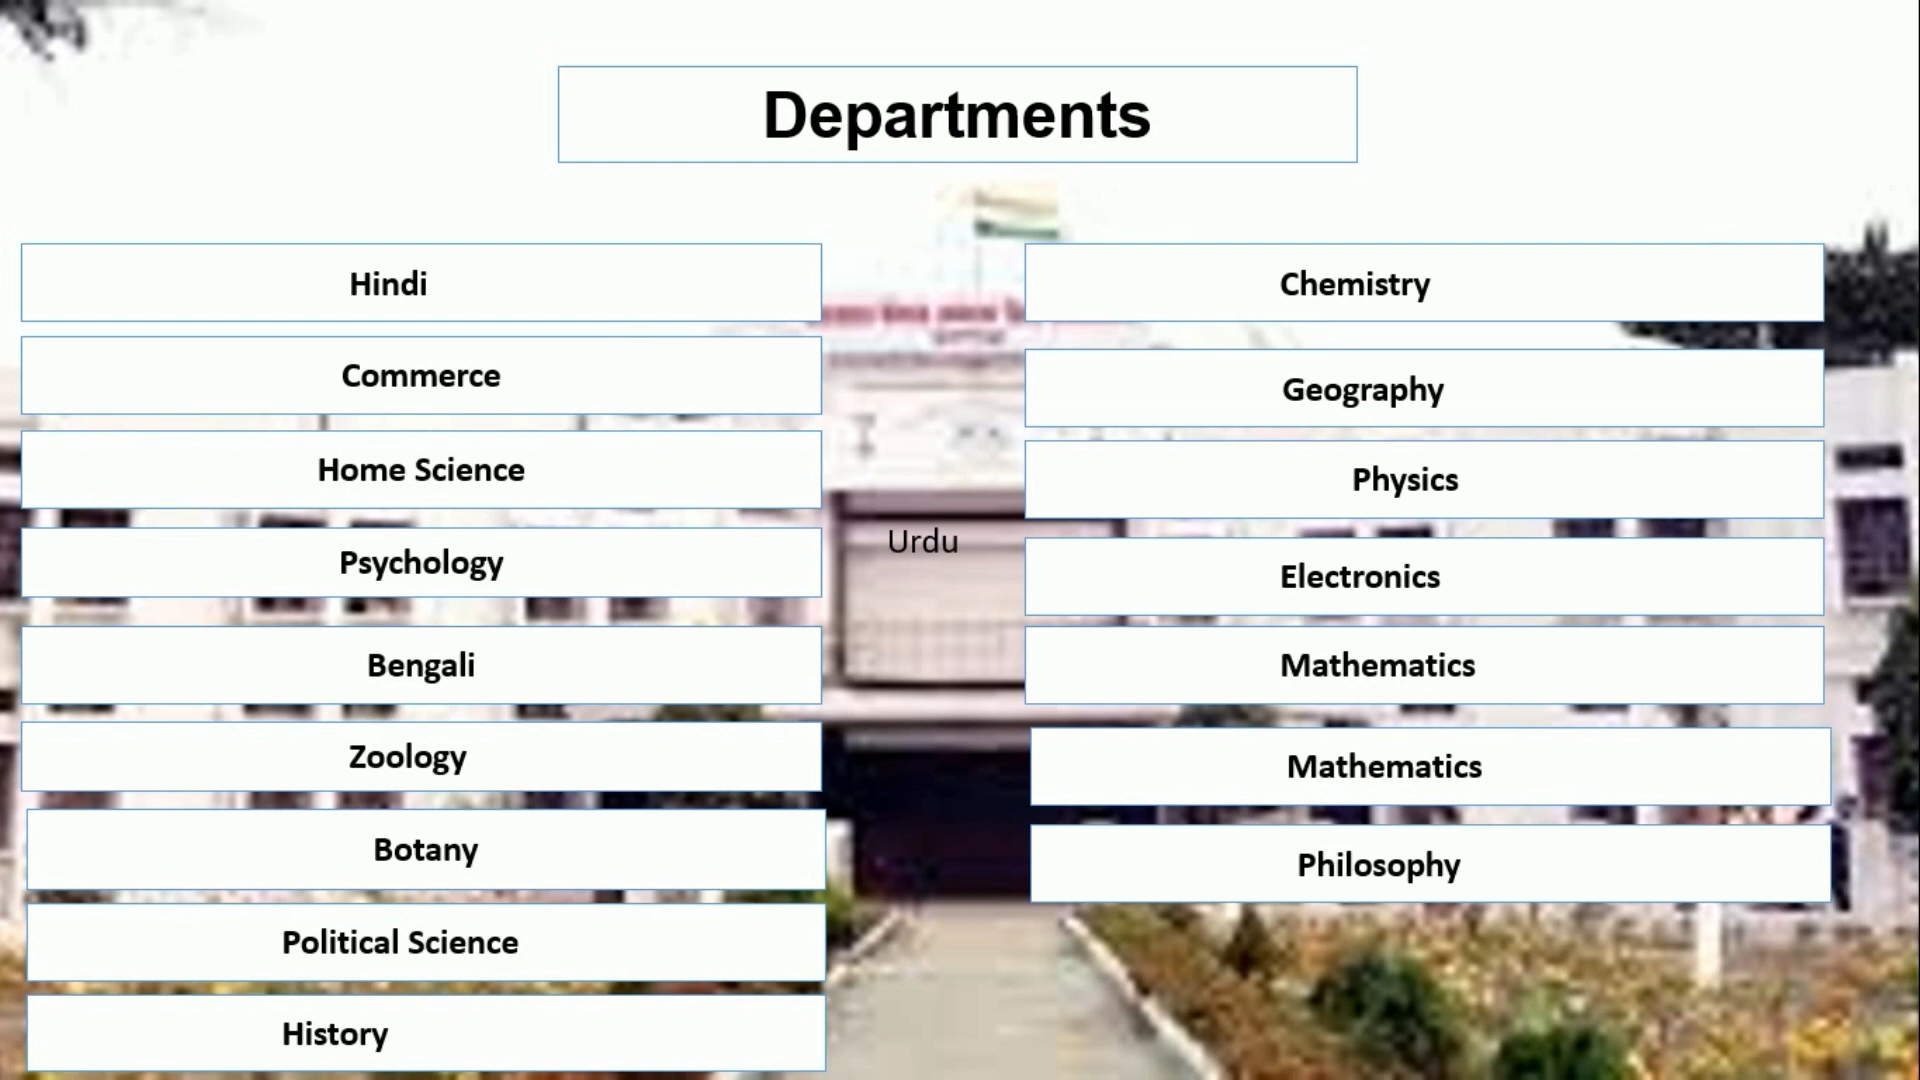 Departments
Hindi
Commerce
Home Science
Psychology
Bengali
Zoology
Botany
Political Science
History
Urdu
Chemistry
Geography
Physics
Electronics
Mathematics
Mathematics
Philosophy